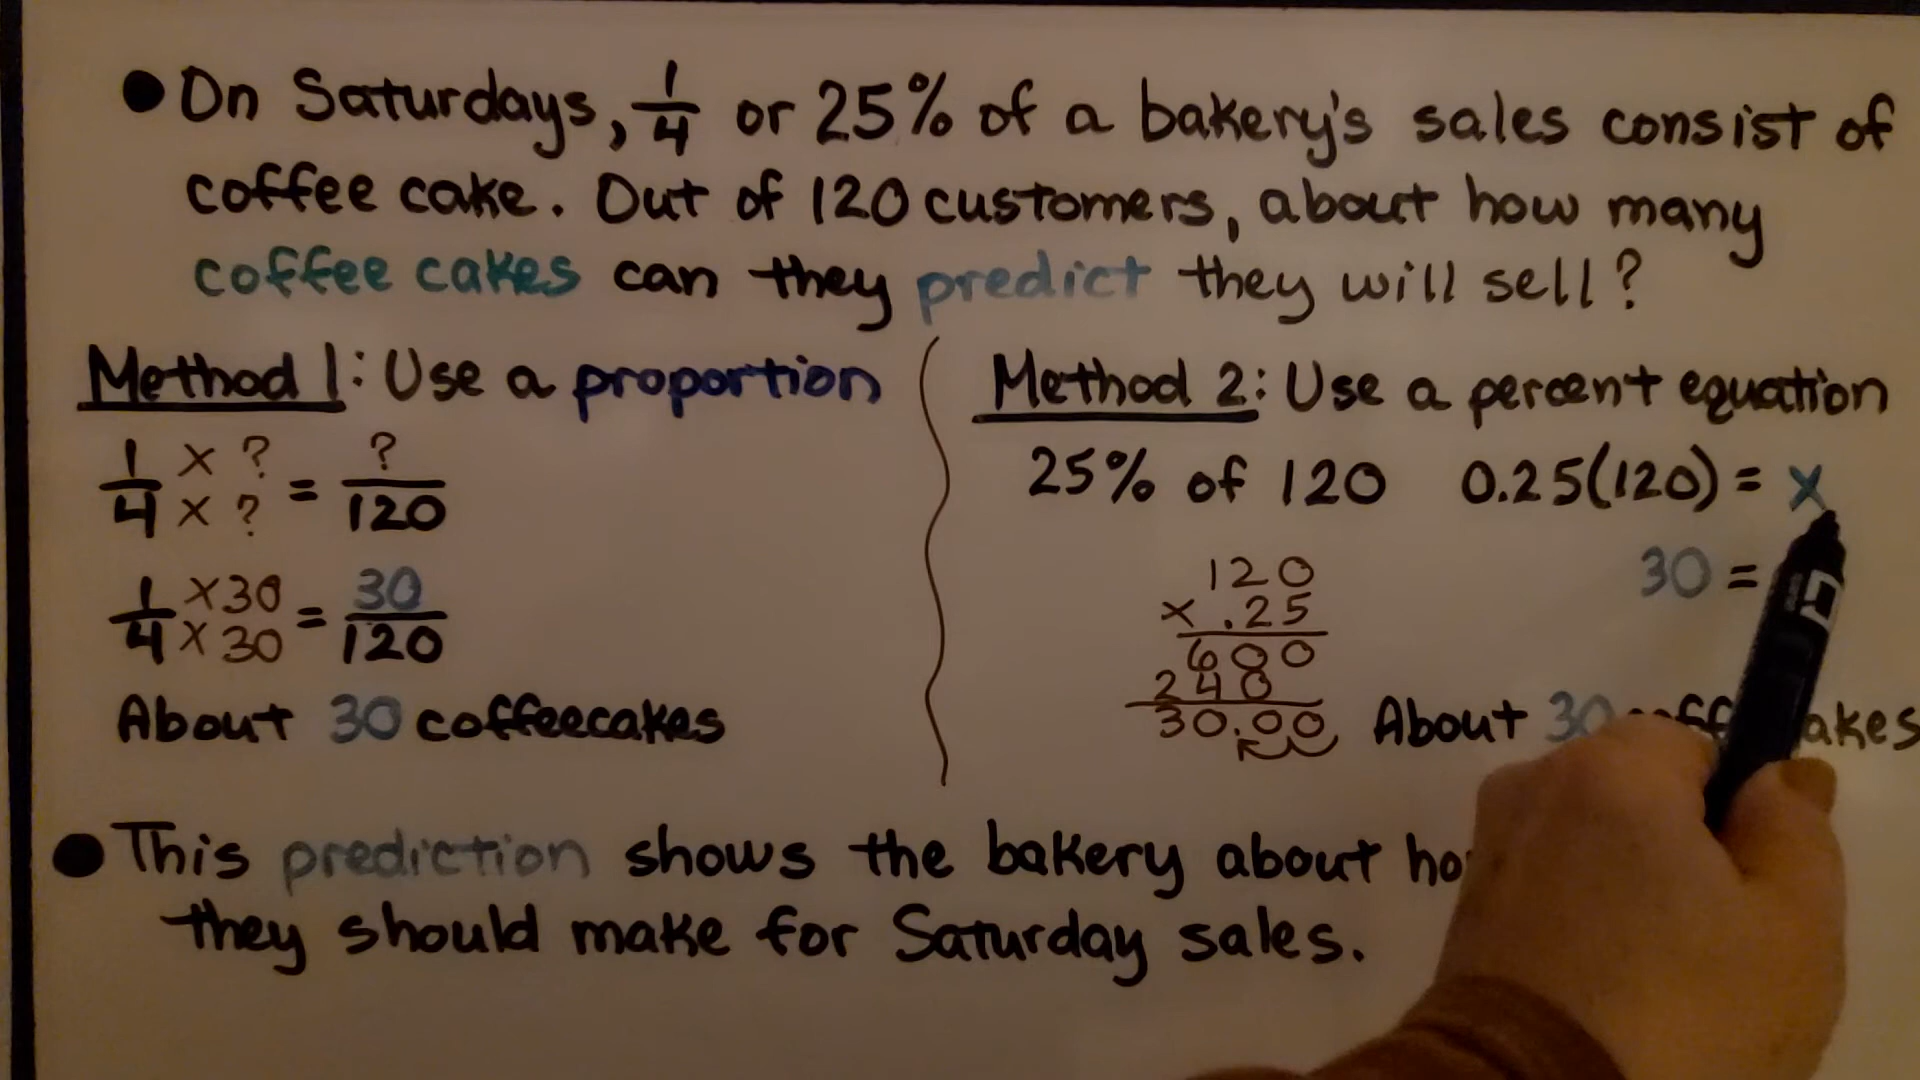 • On Saturdays, 1/4 or 25% of a bakery's sales consist of
coffee cake. Out of 120 customers, about how many
coffee cakes can they predict they will sell?
Method 1: Use a proportion
1/4 × ?/× ? = ?/120
1/4 ×30/×30 = 30/120
About 30 coffeecakes
Method 2: Use a percent equation
25% of 120 0.25(120) = x
30 =
120
× .25
600
240
30.00
About 30
• This prediction shows the bakery about
they should make for Saturday sales.